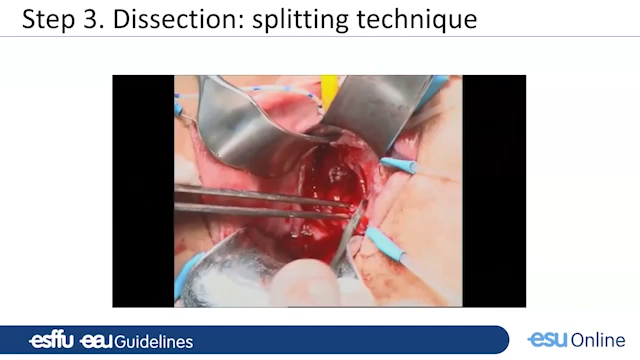 Step 3. Dissection: splitting technique
esffu eau Guidelines
esu Online